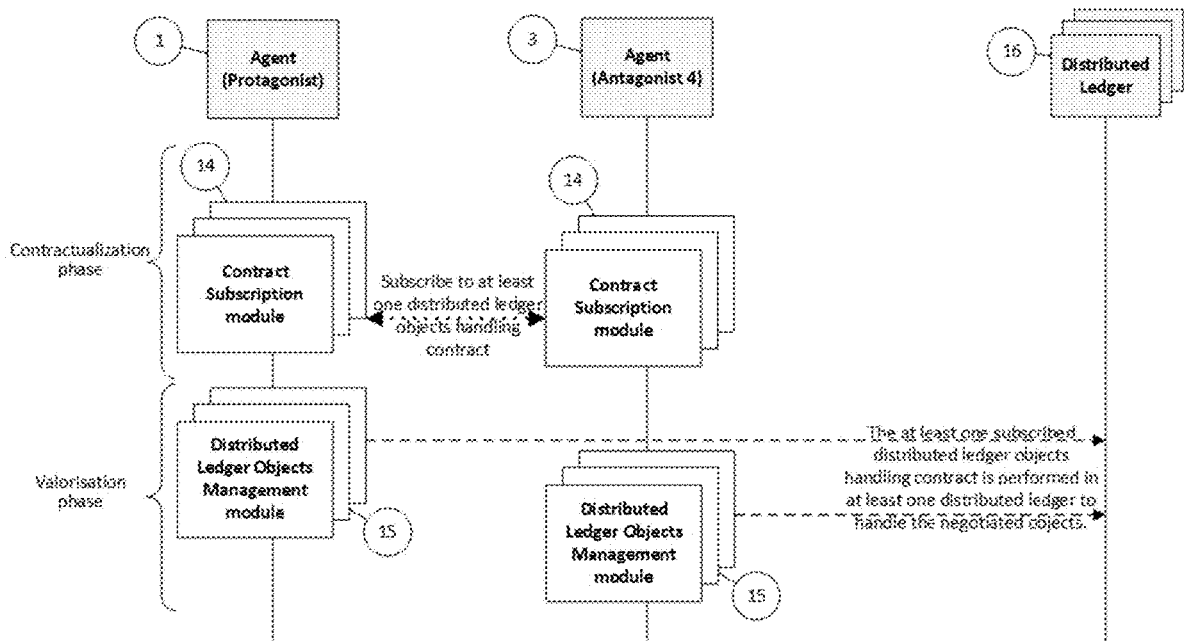 1
Agent
(Protagonist)
3
Agent
(Antagonist 4)
16
Distributed
Ledger
Contractualization
phase
14
Contract
Subscription
module
Subscribe to at least
one distributed ledger
objects handling
contract
14
Contract
Subscription
module
Valorisation
phase
Distributed
Ledger Objects
Management
module
15
Distributed
Ledger Objects
Management
module
15
The at least one subscribed
distributed ledger objects
handling contract is performed in
at least one distributed ledger to
handle the negotiated objects.